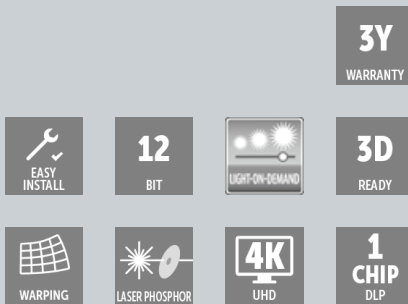 3Y
WARRANTY
EASY
INSTALL
12
BIT
LIGHT-ON-DEMAND
3D
READY
WARPING
LASER PHOSPHOR
4K
UHD
1
CHIP
DLP